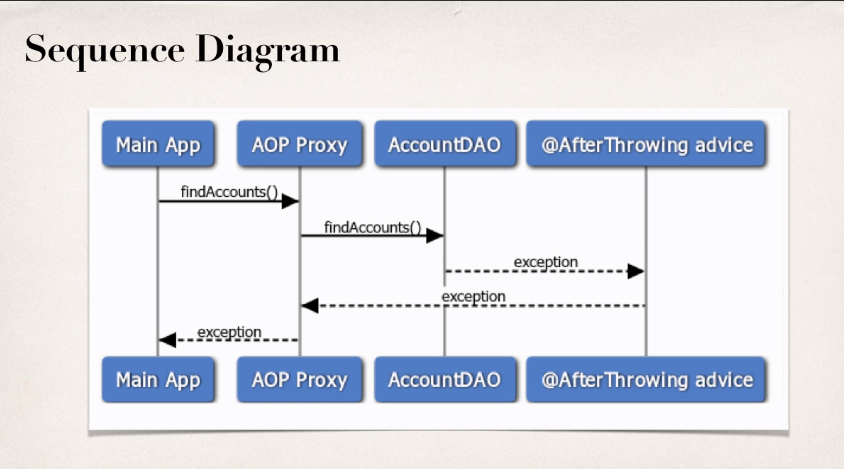 Sequence Diagram
Main App
AOP Proxy
AccountDAO
@AfterThrowing advice
findAccounts()
findAccounts()
exception
exception
exception
Main App
AOP Proxy
AccountDAO
@AfterThrowing advice